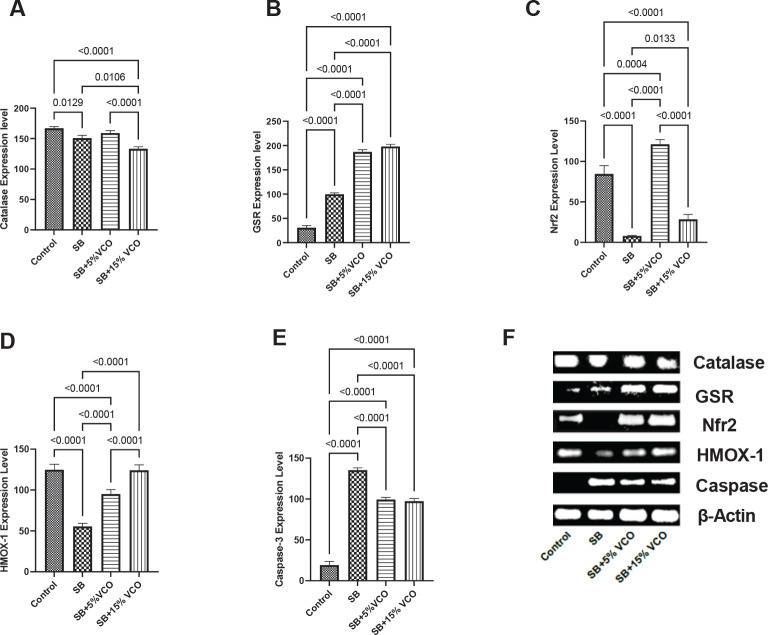 A
<0.0001
0.0106
0.0129
<0.0001
Catalase Expression level
200
150
100
50
0
Control
SB
SB+5%VCO
SB+15% VCO
B
<0.0001
<0.0001
<0.0001
<0.0001
<0.0001
GSR Expression level
250
200
150
100
50
0
Control
SB
SB+5%VCO
SB+15% VCO
C
<0.0001
0.0133
0.0004
<0.0001
<0.0001
<0.0001
Nrf2 Expression Level
150
100
50
0
Control
SB
SB+5%VCO
SB+15% VCO
D
<0.0001
<0.0001
<0.0001
<0.0001
<0.0001
HMOX-1 Expression Level
150
100
50
0
Control
SB
SB+5%VCO
SB+15% VCO
E
<0.0001
<0.0001
<0.0001
<0.0001
<0.0001
Caspase-3 Expression Level
150
100
50
0
Control
SB
SB+5%VCO
SB+15% VCO
F
Catalase
GSR
Nfr2
HMOX-1
Caspase
β-Actin
Control
SB
SB+5% VCO
SB+15% VCO